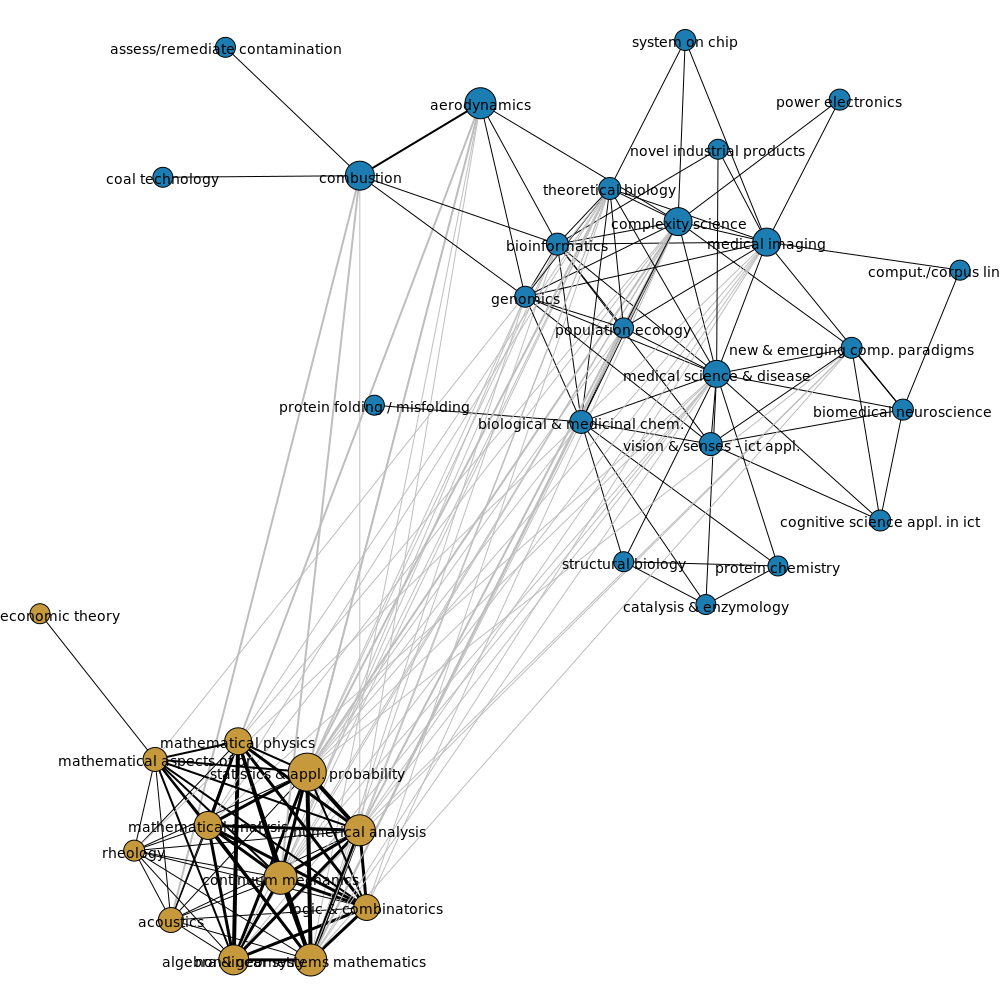 system on chip
assess/remediate contamination
power electronics
aerodynamics
novel industrial products
coal technology
combustion
theoretical biology
complexity science
medical imaging
bioinformatics
comput./corpus lin
genomics
population ecology
new & emerging comp. paradigms
medical science & disease
protein folding / misfolding
biomedical neuroscience
biological & medicinal chem.
vision & senses - ict appl.
cognitive science appl. in ict
structural biology
protein chemistry
catalysis & enzymology
economic theory
mathematical physics
mathematical aspects of
statistics & appl. probability
mathematical analysis
numerical analysis
rheology
continuum mechanics
logic & combinatorics
acoustics
algebra & geometry
non-linear systems mathematics